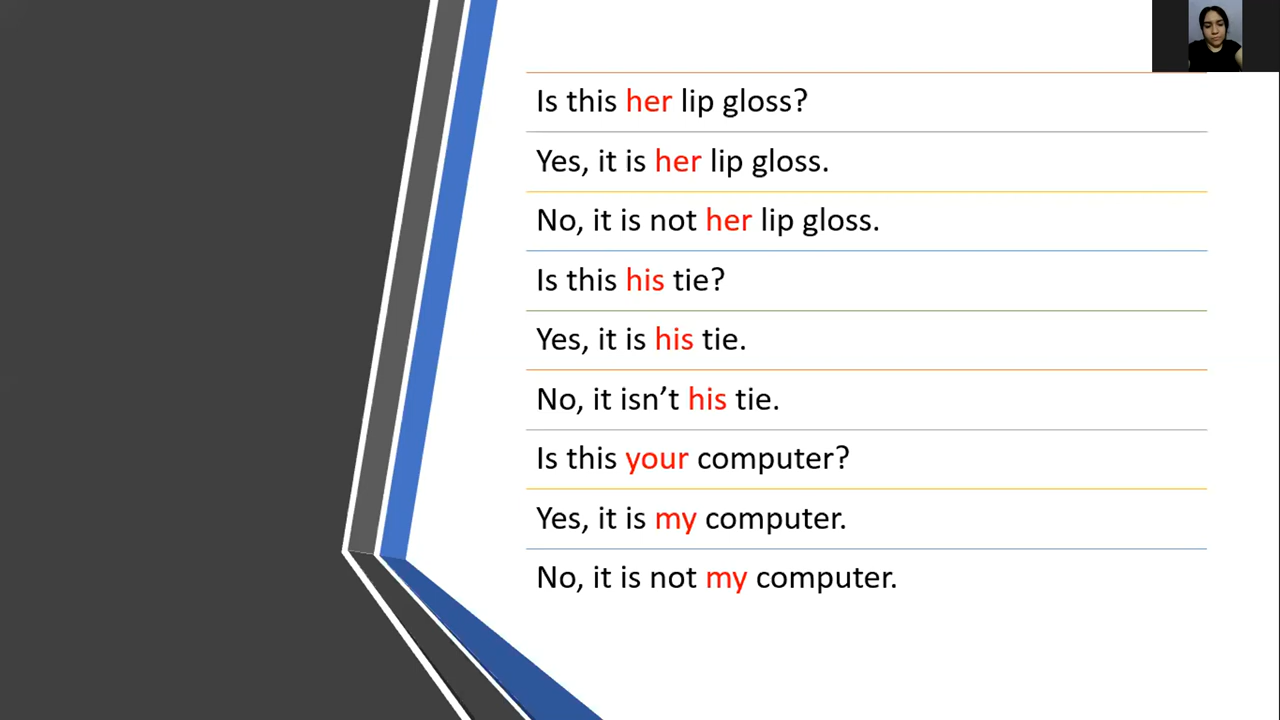 Is this her lip gloss?
Yes, it is her lip gloss.
No, it is not her lip gloss.
Is this his tie?
Yes, it is his tie.
No, it isn’t his tie.
Is this your computer?
Yes, it is my computer.
No, it is not my computer.